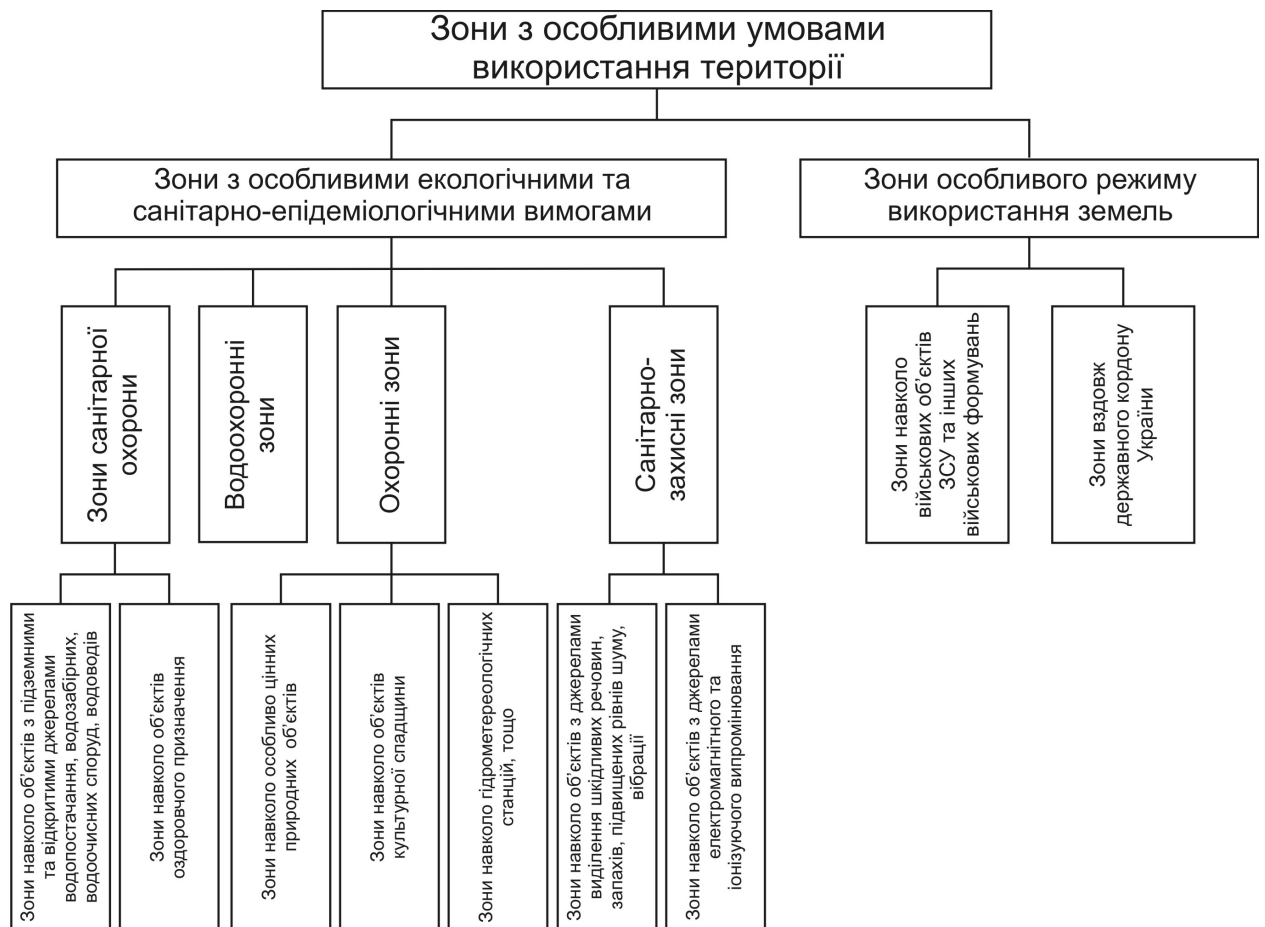 Зони з особливими умовами
використання території
Зони з особливими екологічними та
санітарно-епідеміологічними вимогами
Зони особливого режиму
використання земель
Зони санітарної
охорони
Водоохоронні
зони
Охоронні зони
Санітарно-
захисні зони
Зони навколо
військових об’єктів
ЗСУ та інших
військових формувань
Зони вздовж
державного кордону
України
Зони навколо об’єктів з підземними
та відкритими джерелами
водопостачання, водозабірних,
водоочисних споруд, водоводів
Зони навколо об’єктів
оздоровчого призначення
Зони навколо особливо цінних
природних об’єктів
Зони навколо об’єктів
культурної спадщини
Зони навколо гідрометереологічних
станцій, тощо
Зони навколо об’єктів з джерелами
виділення шкідливих речовин,
запахів, підвищених рівнів шуму,
вібрації
Зони навколо об’єктів з джерелами
електромагнітного та
іонізуючого випромінювання